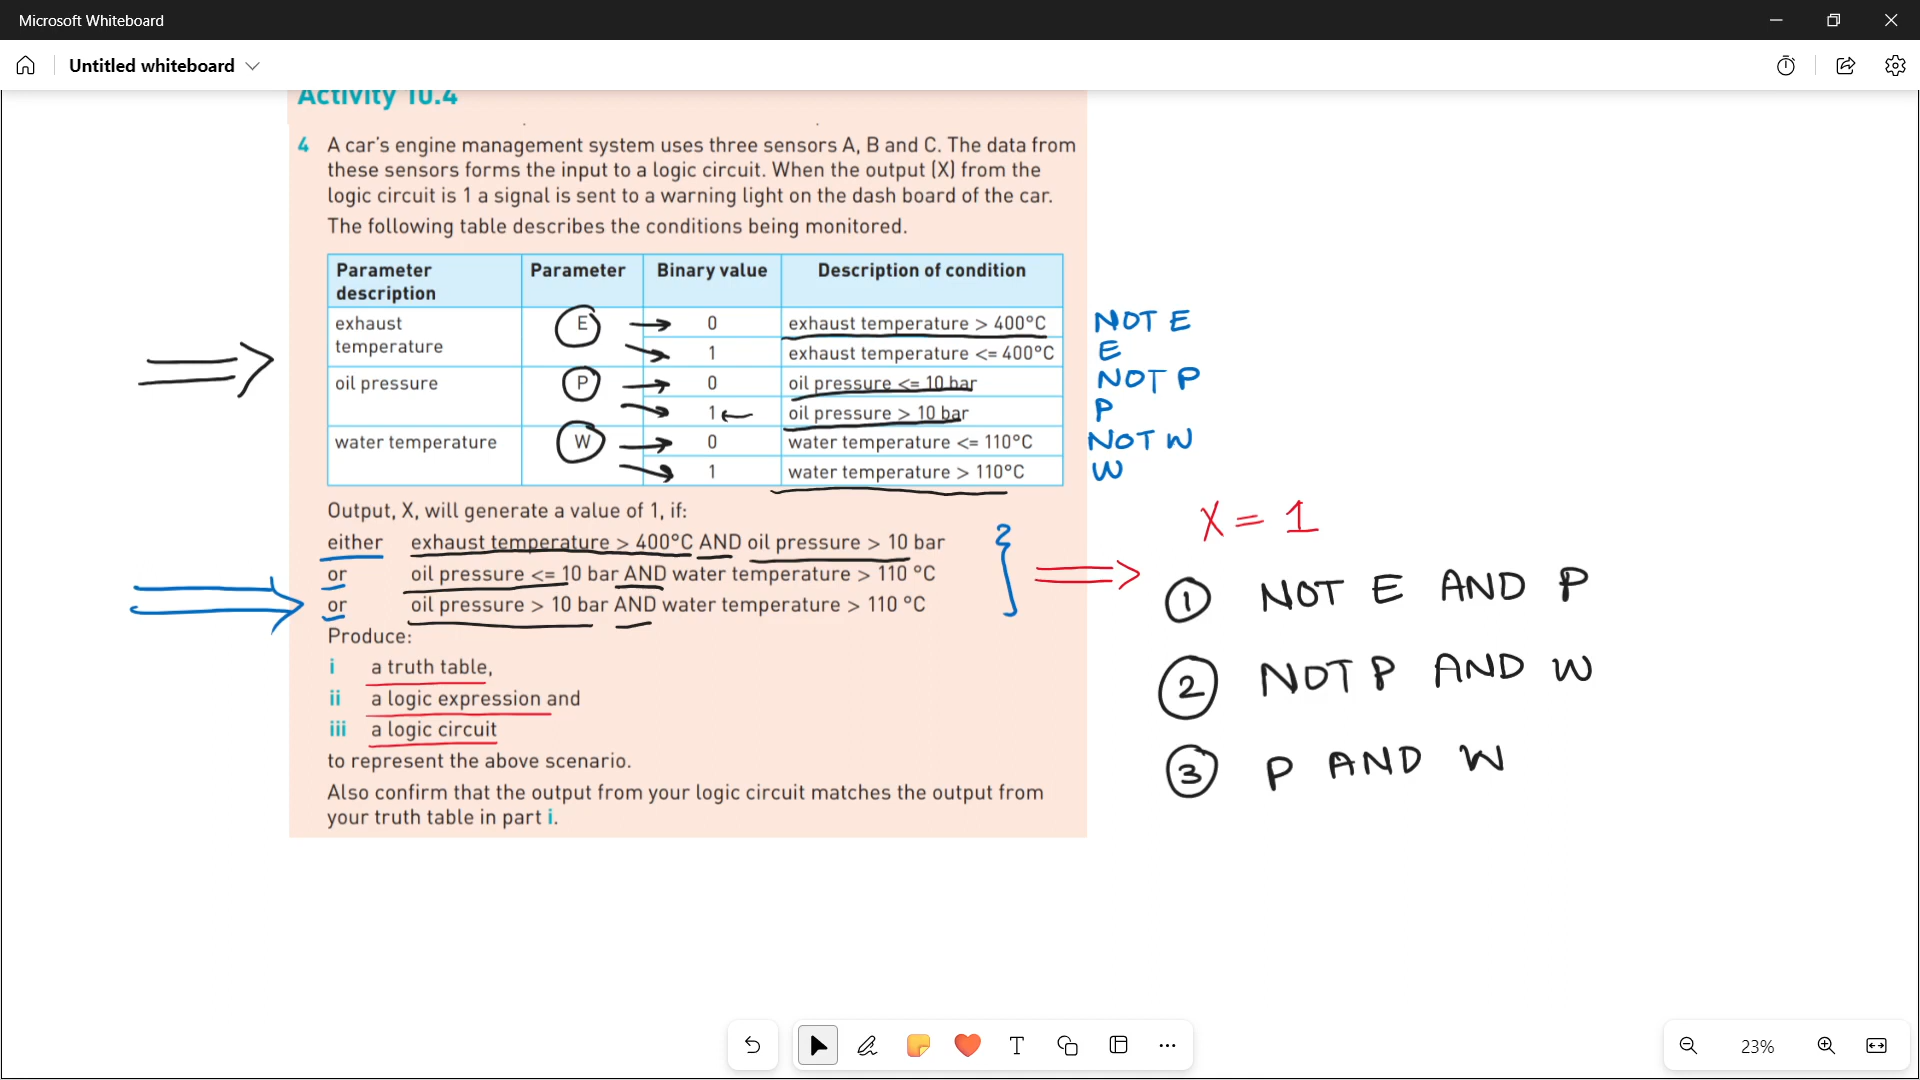 Microsoft Whiteboard
Untitled whiteboard
Activity 10.4
4 A car's engine management system uses three sensors A, B and C. The data from
these sensors forms the input to a logic circuit. When the output (X) from the
logic circuit is 1 a signal is sent to a warning light on the dash board of the car.
The following table describes the conditions being monitored.
Parameter description Parameter Binary value Description of condition
exhaust temperature E 0 exhaust temperature > 400°C NOT E
1 exhaust temperature <= 400°C E
oil pressure P 0 oil pressure <= 10 bar NOT P
1 oil pressure > 10 bar P
water temperature W 0 water temperature <= 110°C NOT W
1 water temperature > 110°C W
Output, X, will generate a value of 1, if:
either exhaust temperature > 400°C AND oil pressure > 10 bar
or oil pressure <= 10 bar AND water temperature > 110 °C
or oil pressure > 10 bar AND water temperature > 110 °C
Produce:
i a truth table,
ii a logic expression and
iii a logic circuit
to represent the above scenario.
Also confirm that the output from your logic circuit matches the output from
your truth table in part i.
X = 1
1 NOT E AND P
2 NOT P AND W
3 P AND W
23%